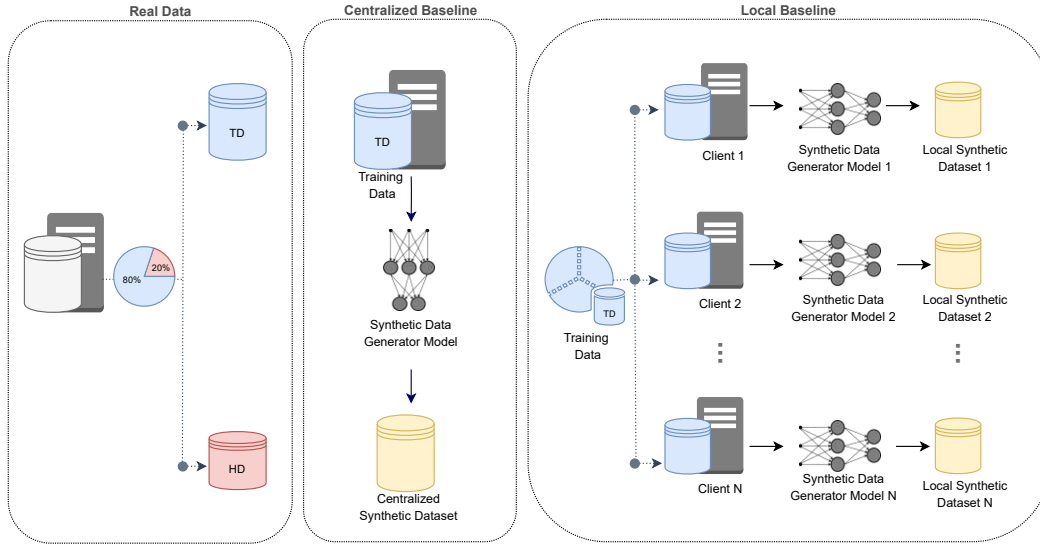 Real Data
Centralized Baseline
Local Baseline
TD
80%
20%
HD
TD
Training
Data
Synthetic Data
Generator Model
Centralized
Synthetic Dataset
TD
Training
Data
Client 1
Synthetic Data
Generator Model 1
Local Synthetic
Dataset 1
Client 2
Synthetic Data
Generator Model 2
Local Synthetic
Dataset 2
Client N
Synthetic Data
Generator Model N
Local Synthetic
Dataset N